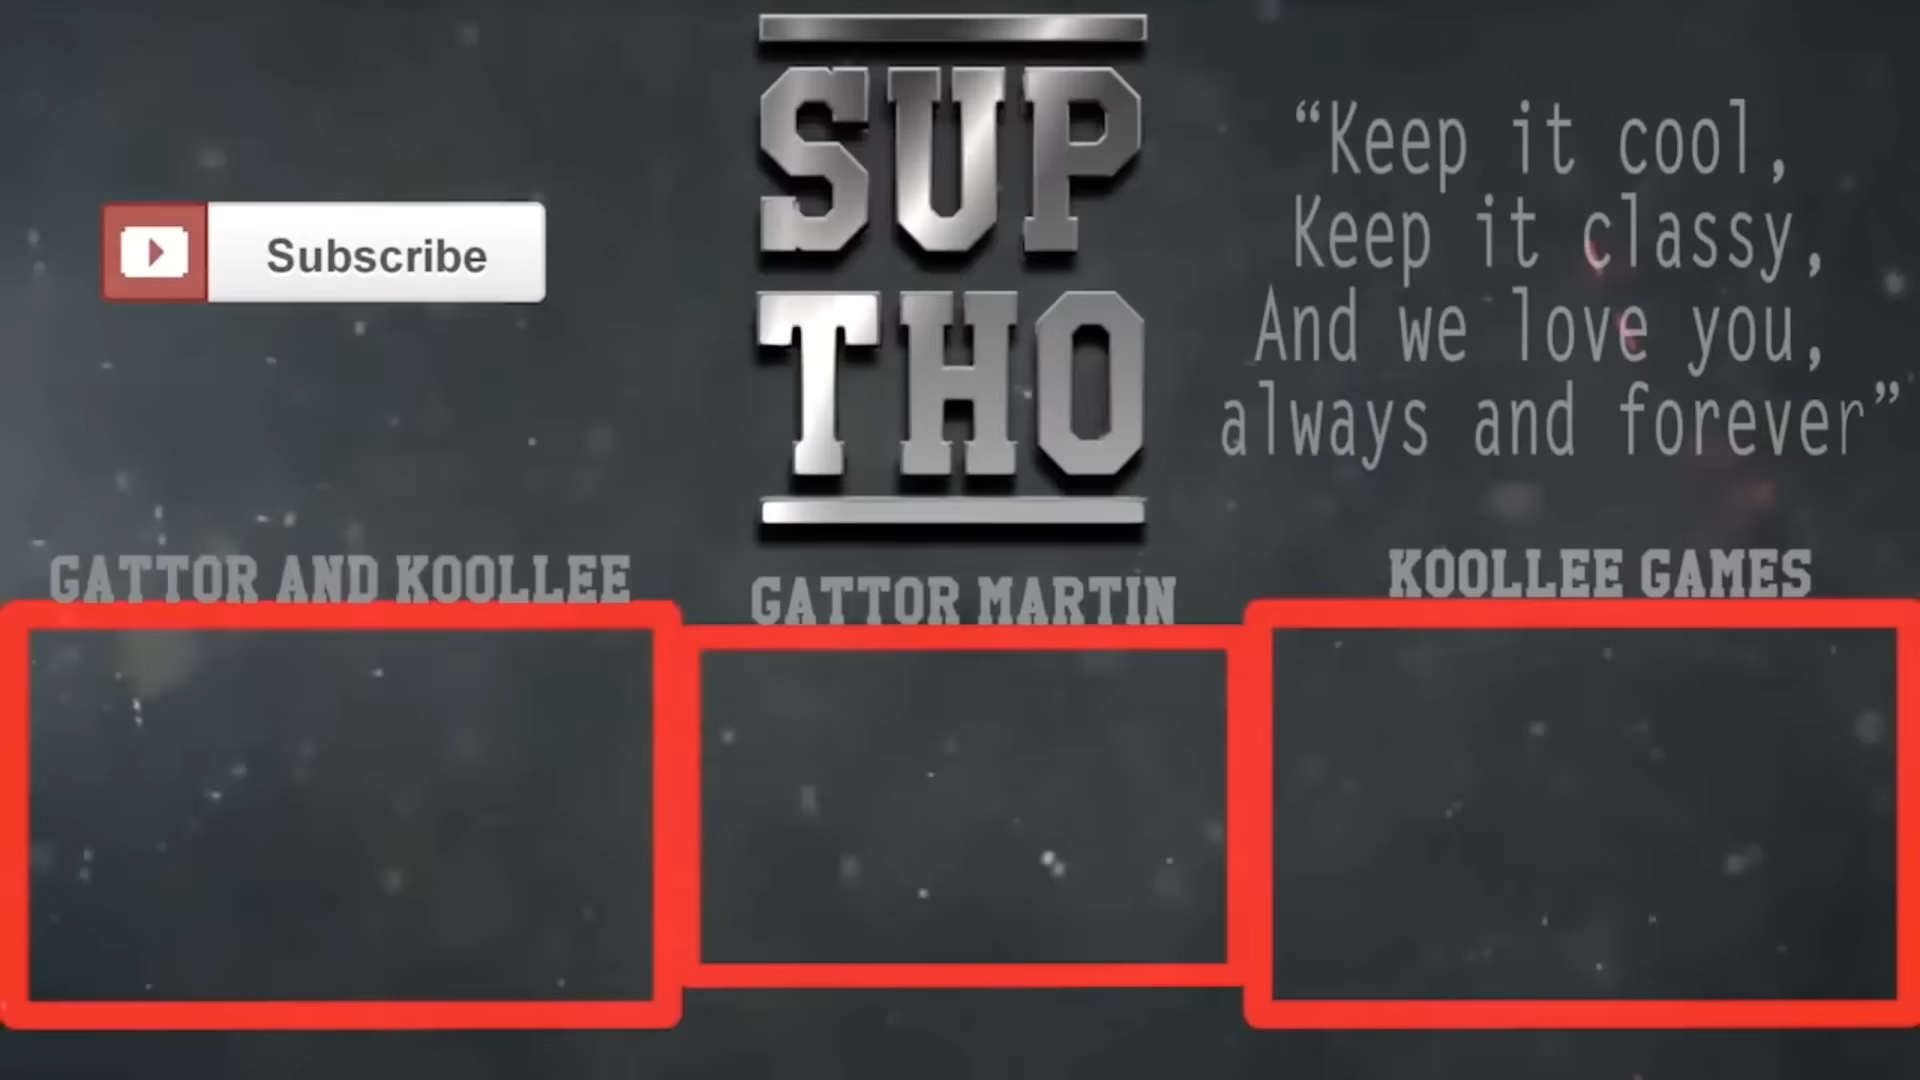 SUP
THO
Subscribe
“Keep it cool,
Keep it classy,
And we love you,
always and forever”
GATTOR AND KOOLLEE
GATTOR MARTIN
KOOLLEE GAMES